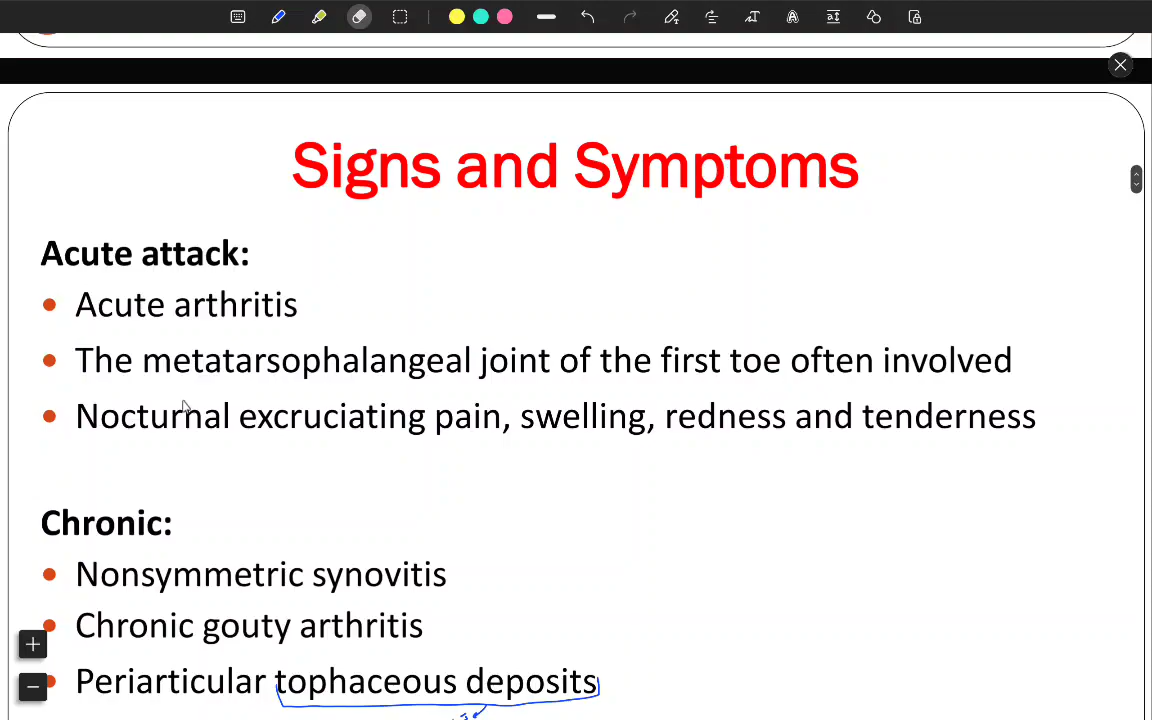 Signs and Symptoms
Acute attack:
• Acute arthritis
• The metatarsophalangeal joint of the first toe often involved
• Nocturnal excruciating pain, swelling, redness and tenderness
Chronic:
• Nonsymmetric synovitis
• Chronic gouty arthritis
• Periarticular tophaceous deposits